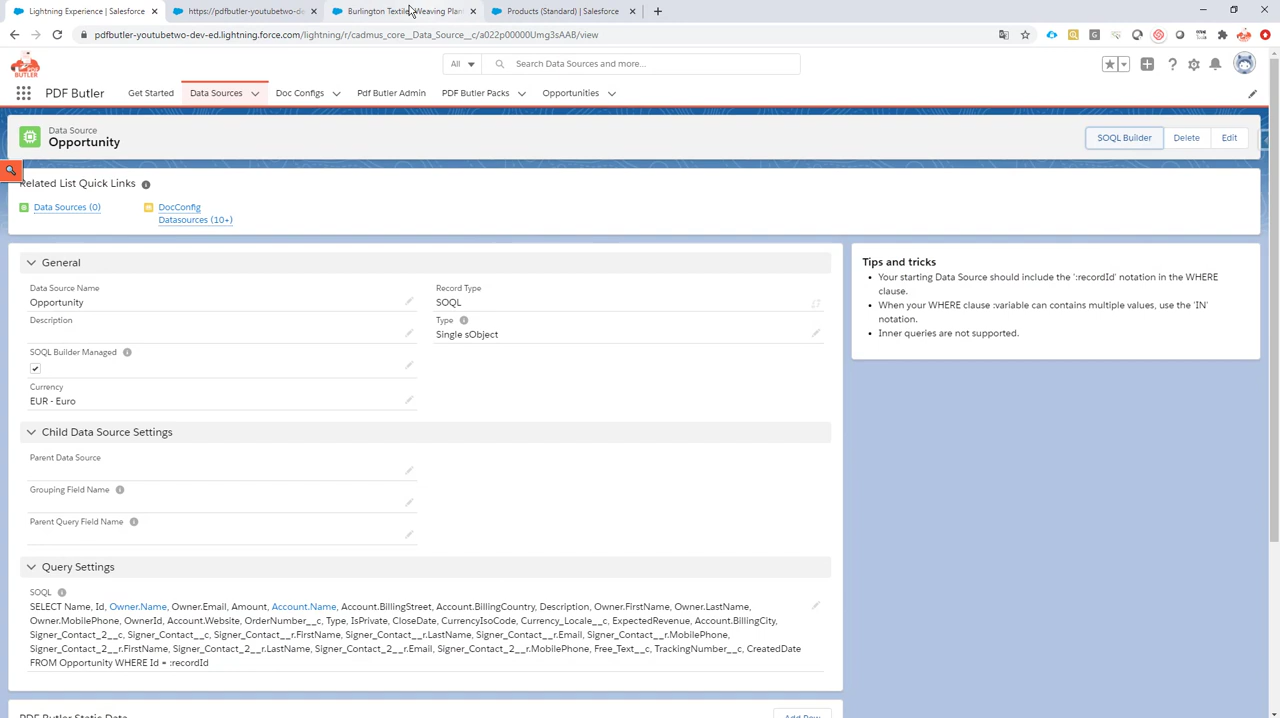 Lightning Experience | Salesforce
https://pdfbutler-youtubetwo-de
Burlington Textiles Weaving Plan
Products (Standard) | Salesforce
pdfbutler-youtubetwo-dev-ed.lightning.force.com/lightning/r/cadmus_core__Data_Source__c/a022p00000Umg3sAAB/view
All
Search Data Sources and more...
PDF Butler
Get Started
Data Sources
Doc Configs
Pdf Butler Admin
PDF Butler Packs
Opportunities
Data Source
Opportunity
SOQL Builder
Delete
Edit
Related List Quick Links
Data Sources (0)
DocConfig
Datasources (10+)
General
Data Source Name
Opportunity
Record Type
SOQL
Description
Type
Single sObject
SOQL Builder Managed
Currency
EUR - Euro
Child Data Source Settings
Parent Data Source
Grouping Field Name
Parent Query Field Name
Query Settings
SOQL
SELECT Name, Id, Owner.Name, Owner.Email, Amount, Account.Name, Account.BillingStreet, Account.BillingCountry, Description, Owner.FirstName, Owner.LastName,
Owner.MobilePhone, OwnerId, Account.Website, OrderNumber__c, Type, IsPrivate, CloseDate, CurrencyIsoCode, Currency_Locale__c, ExpectedRevenue, Account.BillingCity,
Signer_Contact_2__c, Signer_Contact__c, Signer_Contact__r.FirstName, Signer_Contact__r.LastName, Signer_Contact__r.Email, Signer_Contact__r.MobilePhone,
Signer_Contact_2__r.FirstName, Signer_Contact_2__r.LastName, Signer_Contact_2__r.Email, Signer_Contact_2__r.MobilePhone, Free_Text__c, TrackingNumber__c, CreatedDate
FROM Opportunity WHERE Id = :recordId
Tips and tricks
Your starting Data Source should include the ':recordId' notation in the WHERE
clause.
When your WHERE clause :variable can contains multiple values, use the 'IN'
notation.
Inner queries are not supported.
PDF Butler Static Data
Add Row